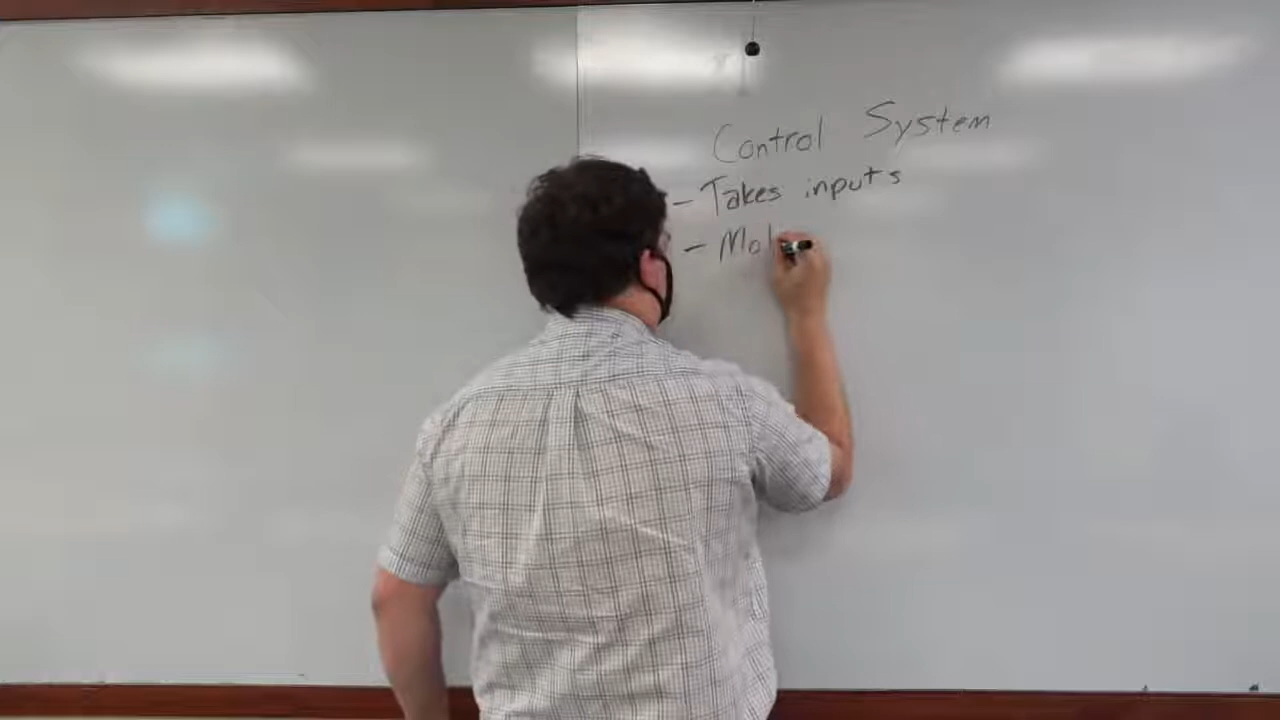 Control System
- Takes inputs
-